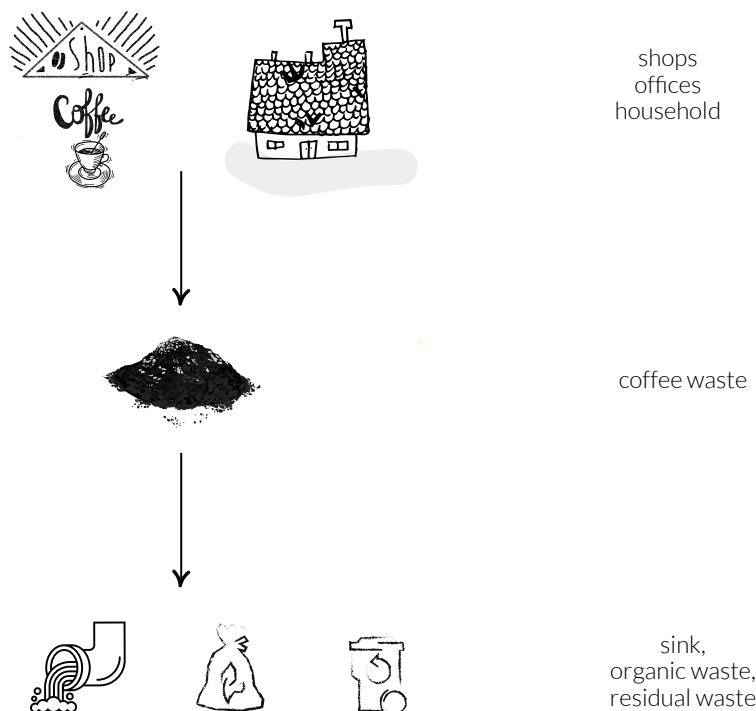 Shop
Coffee
shops
offices
household
coffee waste
sink,
organic waste,
residual waste